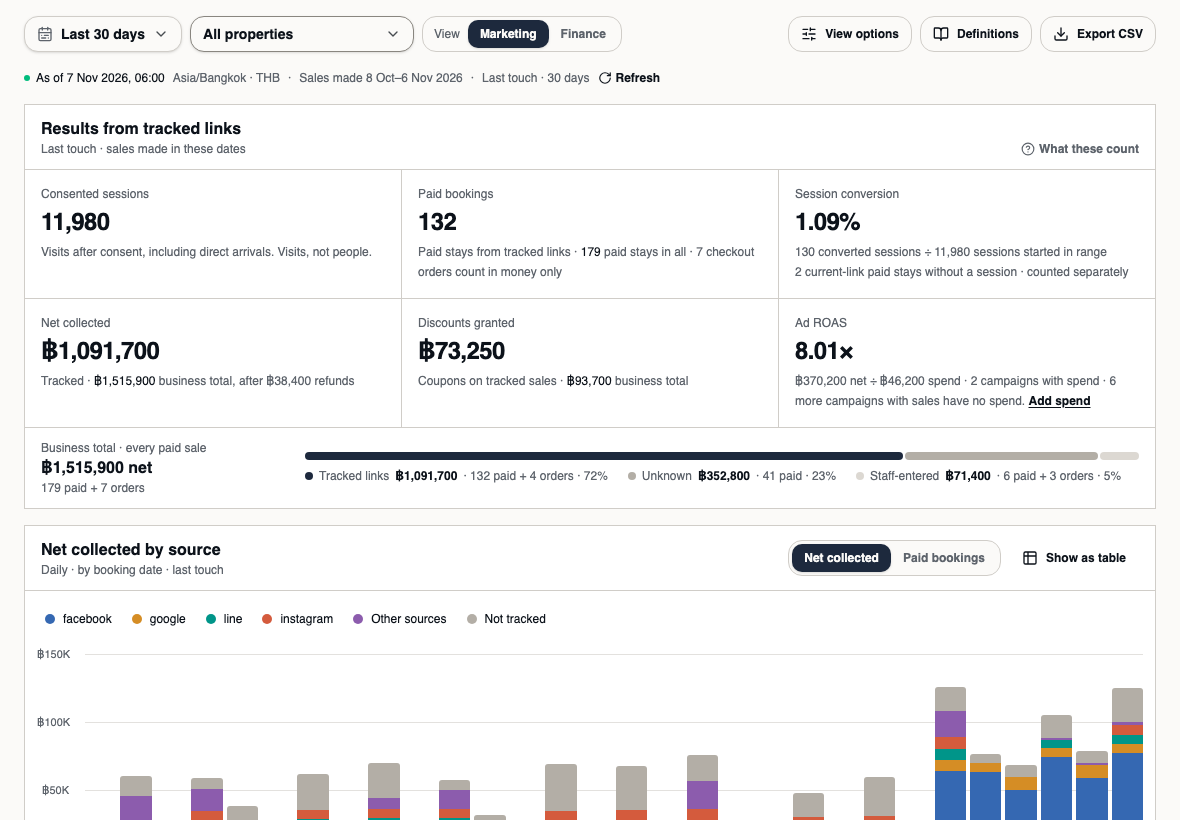 Last 30 days
All properties
View Marketing Finance
View options
Definitions
Export CSV
As of 7 Nov 2026, 06:00 Asia/Bangkok · THB · Sales made 8 Oct–6 Nov 2026 · Last touch · 30 days Refresh
Results from tracked links
Last touch · sales made in these dates
What these count
Consented sessions
11,980
Visits after consent, including direct arrivals. Visits, not people.
Paid bookings
132
Paid stays from tracked links · 179 paid stays in all · 7 checkout
orders count in money only
Session conversion
1.09%
130 converted sessions ÷ 11,980 sessions started in range
2 current-link paid stays without a session · counted separately
Net collected
฿1,091,700
Tracked · ฿1,515,900 business total, after ฿38,400 refunds
Discounts granted
฿73,250
Coupons on tracked sales · ฿93,700 business total
Ad ROAS
8.01×
฿370,200 net ÷ ฿46,200 spend · 2 campaigns with spend · 6
more campaigns with sales have no spend. Add spend
Business total · every paid sale
฿1,515,900 net
179 paid + 7 orders
Tracked links ฿1,091,700 · 132 paid + 4 orders · 72%
Unknown ฿352,800 · 41 paid · 23%
Staff-entered ฿71,400 · 6 paid + 3 orders · 5%
Net collected by source
Daily · by booking date · last touch
Net collected Paid bookings
Show as table
facebook google line instagram Other sources Not tracked
฿150K
฿100K
฿50K